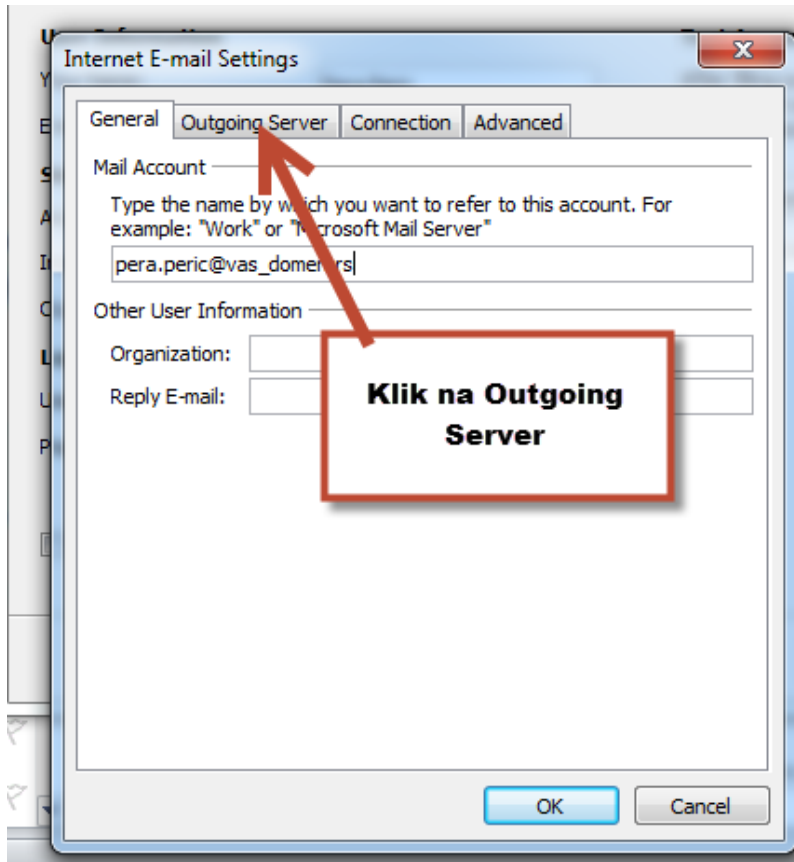 Internet E-mail Settings
X
General Outgoing Server Connection Advanced
Mail Account
Type the name by which you want to refer to this account. For
example: "Work" or "Microsoft Mail Server"
Other User Information
Organization:
Reply E-mail:
Klik na Outgoing
Server
OK Cancel